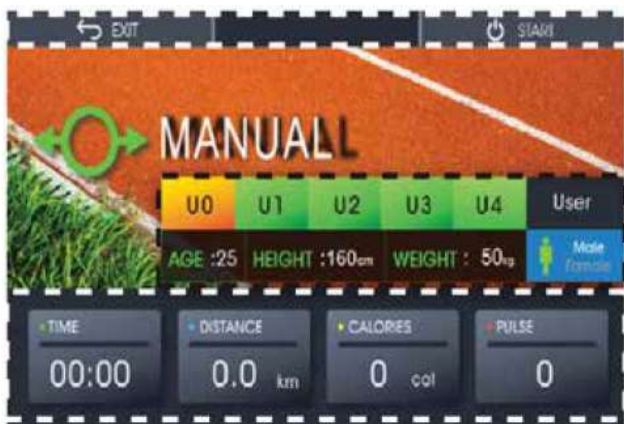 EXIT START
MANUAL
U0 U1 U2 U3 U4 User
AGE :25 HEIGHT :160cm WEIGHT : 50kg Male
Female
TIME DISTANCE CALORIES PULSE
00:00 0.0 km 0 cal 0